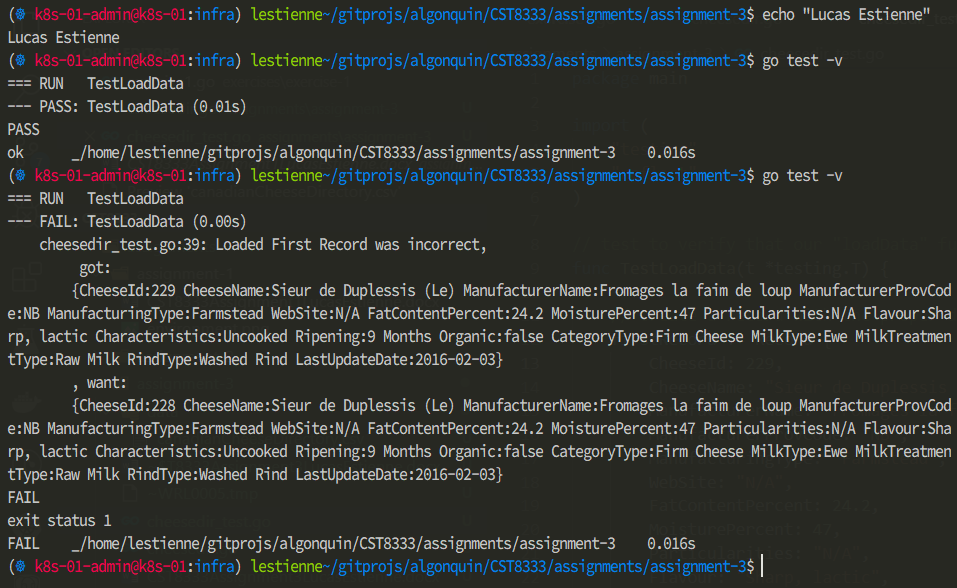 (☸ k8s-01-admin@k8s-01:infra) lestienne~/gitprojs/algonquin/CST8333/assignments/assignment-3$ echo "Lucas Estienne"
Lucas Estienne
(☸ k8s-01-admin@k8s-01:infra) lestienne~/gitprojs/algonquin/CST8333/assignments/assignment-3$ go test -v
=== RUN   TestLoadData
--- PASS: TestLoadData (0.01s)
PASS
ok      _/home/lestienne/gitprojs/algonquin/CST8333/assignments/assignment-3    0.016s
(☸ k8s-01-admin@k8s-01:infra) lestienne~/gitprojs/algonquin/CST8333/assignments/assignment-3$ go test -v
=== RUN   TestLoadData
--- FAIL: TestLoadData (0.00s)
    cheesedir_test.go:39: Loaded First Record was incorrect,
         got:
        {CheeseId:229 CheeseName:Sieur de Duplessis (Le) ManufacturerName:Fromages la faim de loup ManufacturerProvCod
e:NB ManufacturingType:Farmstead WebSite:N/A FatContentPercent:24.2 MoisturePercent:47 Particularities:N/A Flavour:Sha
rp, lactic Characteristics:Uncooked Ripening:9 Months Organic:false CategoryType:Firm Cheese MilkType:Ewe MilkTreatmen
tType:Raw Milk RindType:Washed Rind LastUpdateDate:2016-02-03}
        , want:
        {CheeseId:228 CheeseName:Sieur de Duplessis (Le) ManufacturerName:Fromages la faim de loup ManufacturerProvCod
e:NB ManufacturingType:Farmstead WebSite:N/A FatContentPercent:24.2 MoisturePercent:47 Particularities:N/A Flavour:Sha
rp, lactic Characteristics:Uncooked Ripening:9 Months Organic:false CategoryType:Firm Cheese MilkType:Ewe MilkTreatmen
tType:Raw Milk RindType:Washed Rind LastUpdateDate:2016-02-03}
FAIL
exit status 1
FAIL    _/home/lestienne/gitprojs/algonquin/CST8333/assignments/assignment-3    0.016s
(☸ k8s-01-admin@k8s-01:infra) lestienne~/gitprojs/algonquin/CST8333/assignments/assignment-3$